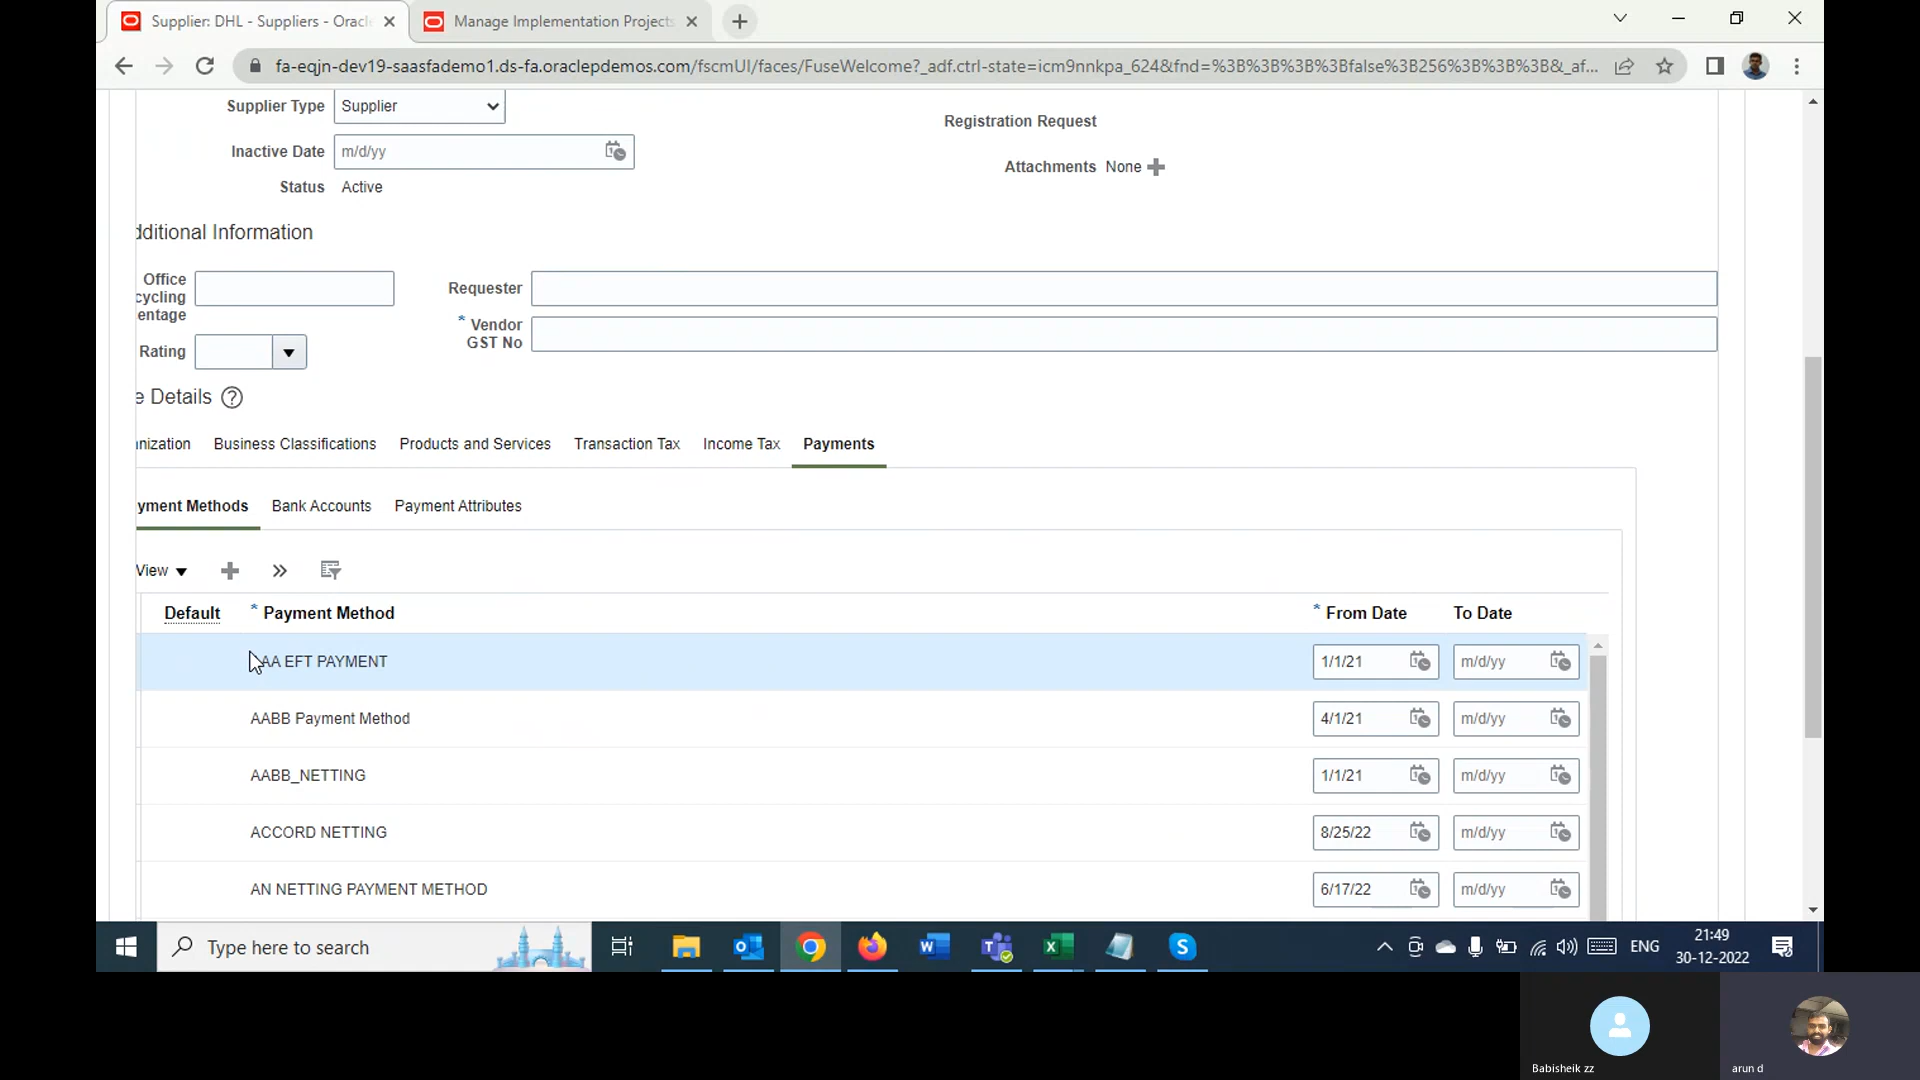 Supplier: DHL - Suppliers - Oracle
Manage Implementation Projects
fa-eqjn-dev19-saasfademo1.ds-fa.oraclepdemos.com/fscmUI/faces/FuseWelcome?_adf.ctrl-state=icm9nnkpa_624&fnd=%3B%3B%3B%3Bfalse%3B256%3B%3B%3B&_af...
Supplier Type Supplier
Registration Request
Inactive Date m/d/yy
Attachments None
Status Active
dditional Information
Office
cycling
entage
Requester
* Vendor
GST No
Rating
e Details ?
nization Business Classifications Products and Services Transaction Tax Income Tax Payments
yment Methods Bank Accounts Payment Attributes
View
Default * Payment Method * From Date To Date
AA EFT PAYMENT 1/1/21 m/d/yy
AABB Payment Method 4/1/21 m/d/yy
AABB_NETTING 1/1/21 m/d/yy
ACCORD NETTING 8/25/22 m/d/yy
AN NETTING PAYMENT METHOD 6/17/22 m/d/yy
Type here to search
ENG
21:49
30-12-2022
Babisheik zz
arun d